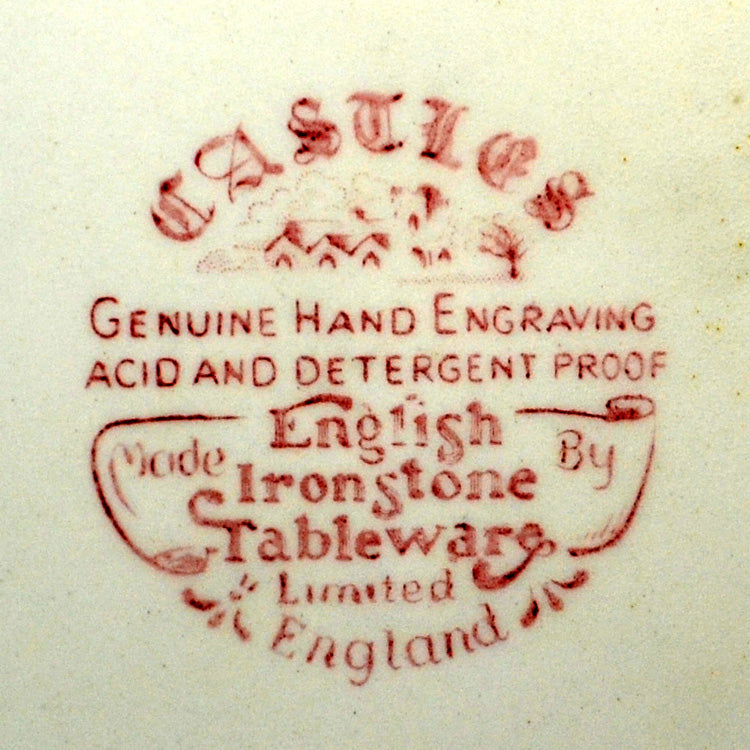 CASTLES
GENUINE HAND ENGRAVING
ACID AND DETERGENT PROOF
Made English By
Ironstone
Tableware
Limited
England